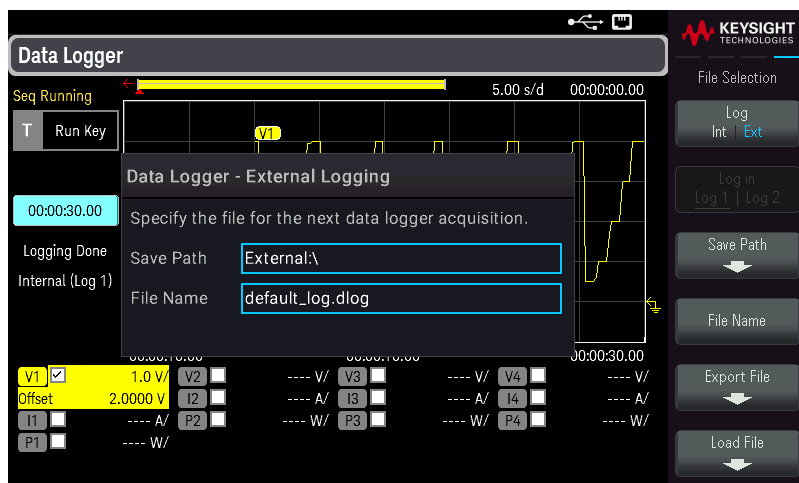 KEYSIGHT
TECHNOLOGIES
Data Logger
File Selection
Seq Running
5.00 s/d 00:00:00.00
Log
Int | Ext
T Run Key
V1
Log in
Log 1 | Log 2
Data Logger - External Logging
00:00:30.00
Specify the file for the next data logger acquisition.
Logging Done
Save Path External:\
Save Path
Internal (Log 1)
File Name default_log.dlog
File Name
00:00:30.00
V1 1.0 V/ V2 ---- V/ V3 ---- V/ V4 ---- V/
Export File
Offset 2.0000 V I2 ---- A/ I3 ---- A/ I4 ---- A/
I1 ---- A/ P2 ---- W/ P3 ---- W/ P4 ---- W/
P1 ---- W/
Load File